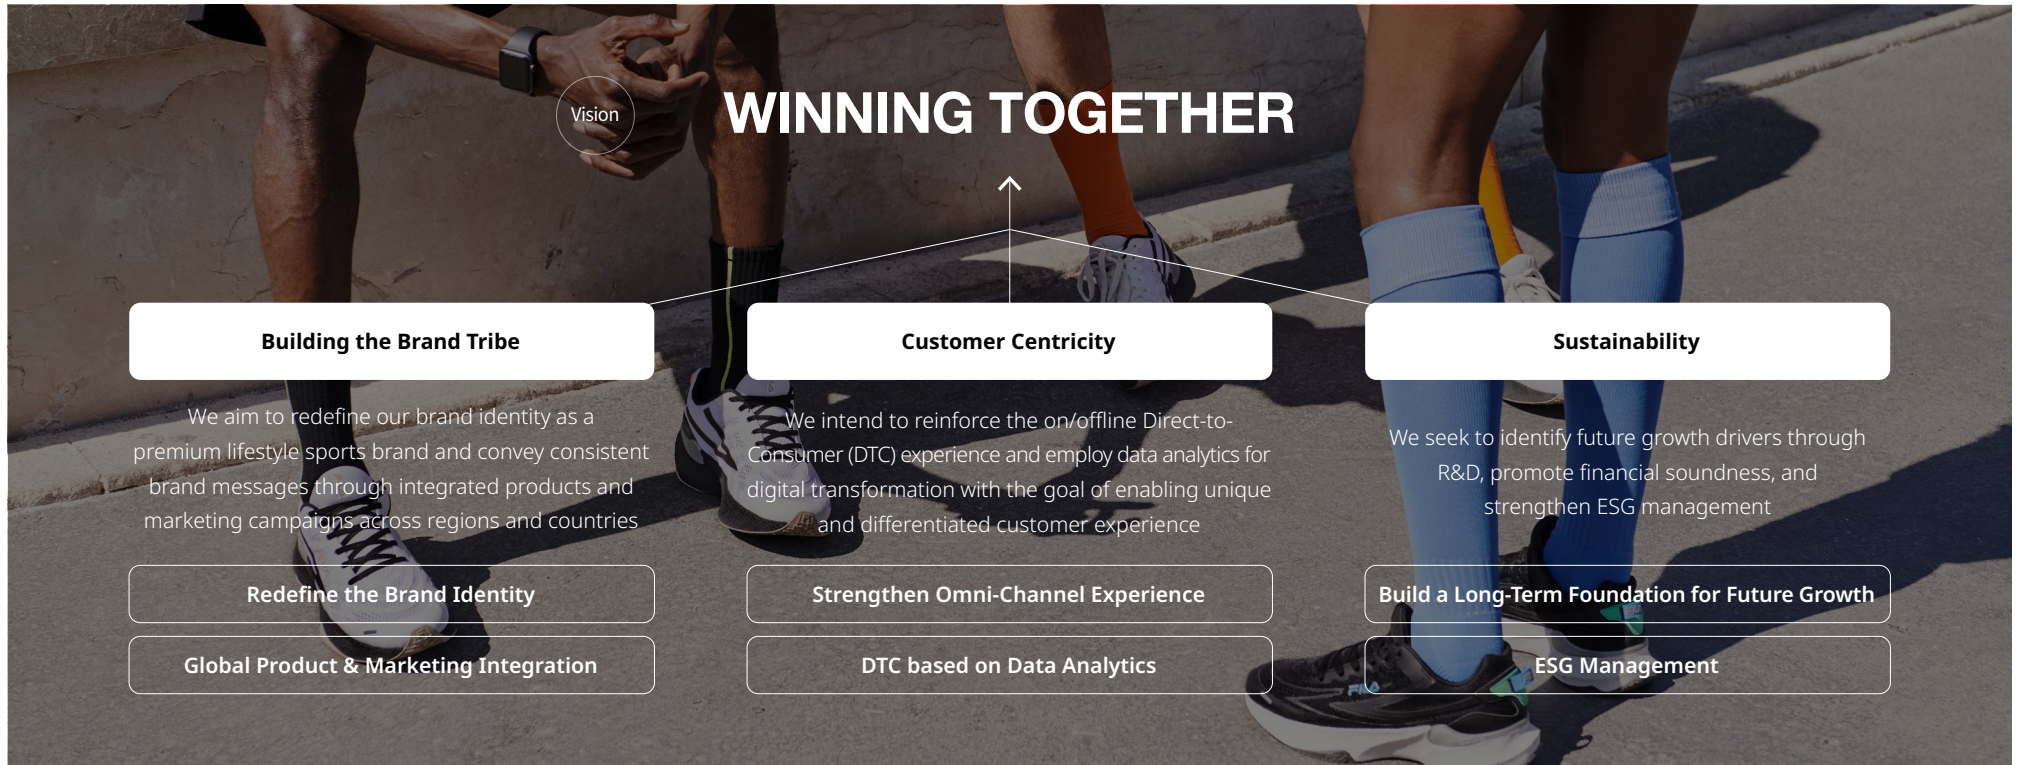 Vision
WINNING TOGETHER
Building the Brand Tribe
We aim to redefine our brand identity as a
premium lifestyle sports brand and convey consistent
brand messages through integrated products and
marketing campaigns across regions and countries
Redefine the Brand Identity
Global Product & Marketing Integration
Customer Centricity
We intend to reinforce the on/offline Direct-to-
Consumer (DTC) experience and employ data analytics for
digital transformation with the goal of enabling unique
and differentiated customer experience
Strengthen Omni-Channel Experience
DTC based on Data Analytics
Sustainability
We seek to identify future growth drivers through
R&D, promote financial soundness, and
strengthen ESG management
Build a Long-Term Foundation for Future Growth
ESG Management
FILA